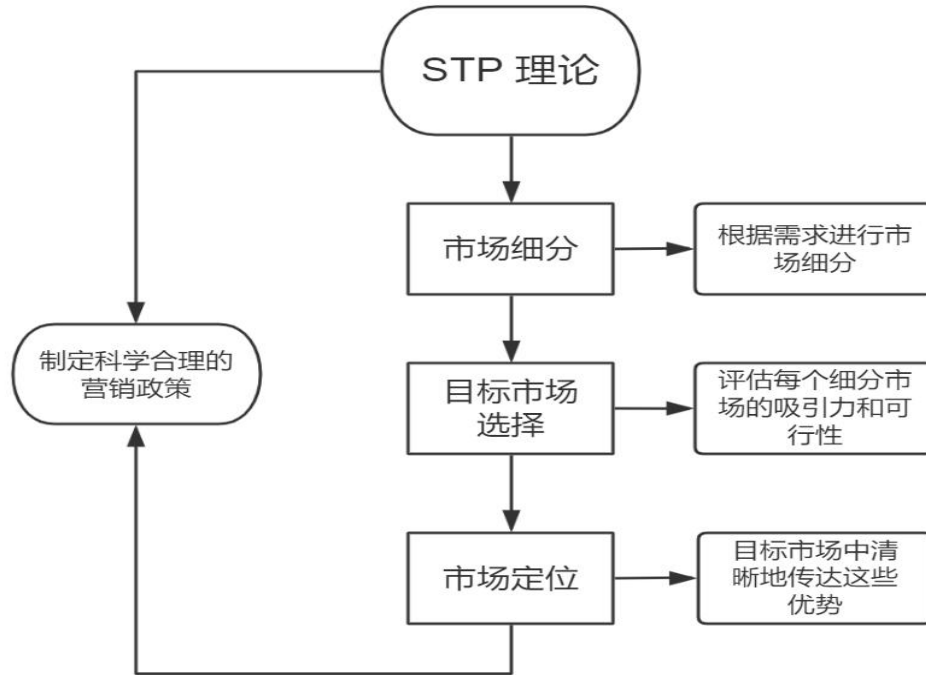 STP 理论
市场细分
根据需求进行市
场细分
制定科学合理的
营销政策
目标市场
选择
评估每个细分市
场的吸引力和可
行性
市场定位
目标市场中清
晰地传达这些
优势